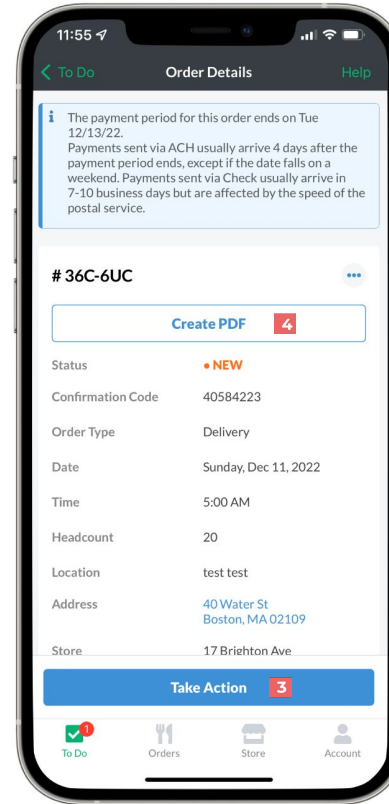 11:55
To Do Order Details Help
i The payment period for this order ends on Tue
12/13/22.
Payments sent via ACH usually arrive 4 days after the
payment period ends, except if the date falls on a
weekend. Payments sent via Check usually arrive in
7-10 business days but are affected by the speed of the
postal service.
# 36C-6UC
Create PDF 4
Status • NEW
Confirmation Code 40584223
Order Type Delivery
Date Sunday, Dec 11, 2022
Time 5:00 AM
Headcount 20
Location test test
Address 40 Water St
Boston, MA 02109
Store 17 Brighton Ave
Take Action 3
1
To Do Orders Store Account